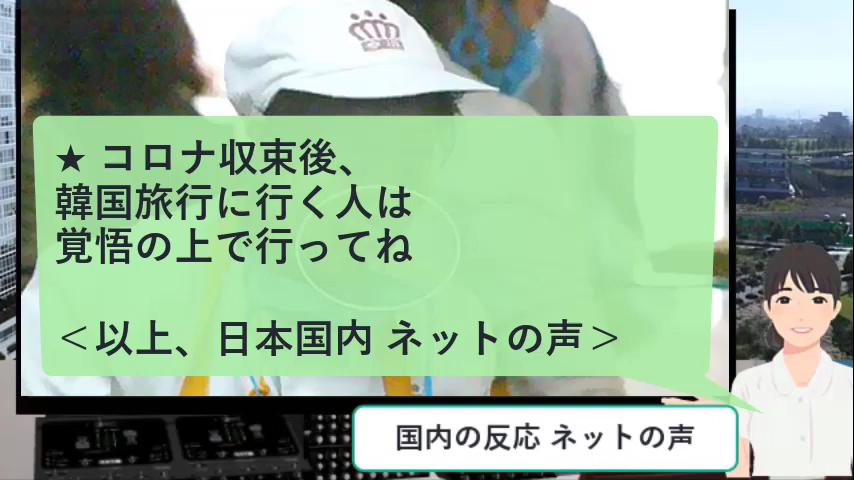 ★ コロナ収束後、
韓国旅行に行く人は
覚悟の上で行ってね
＜以上、日本国内 ネットの声＞
国内の反応 ネットの声